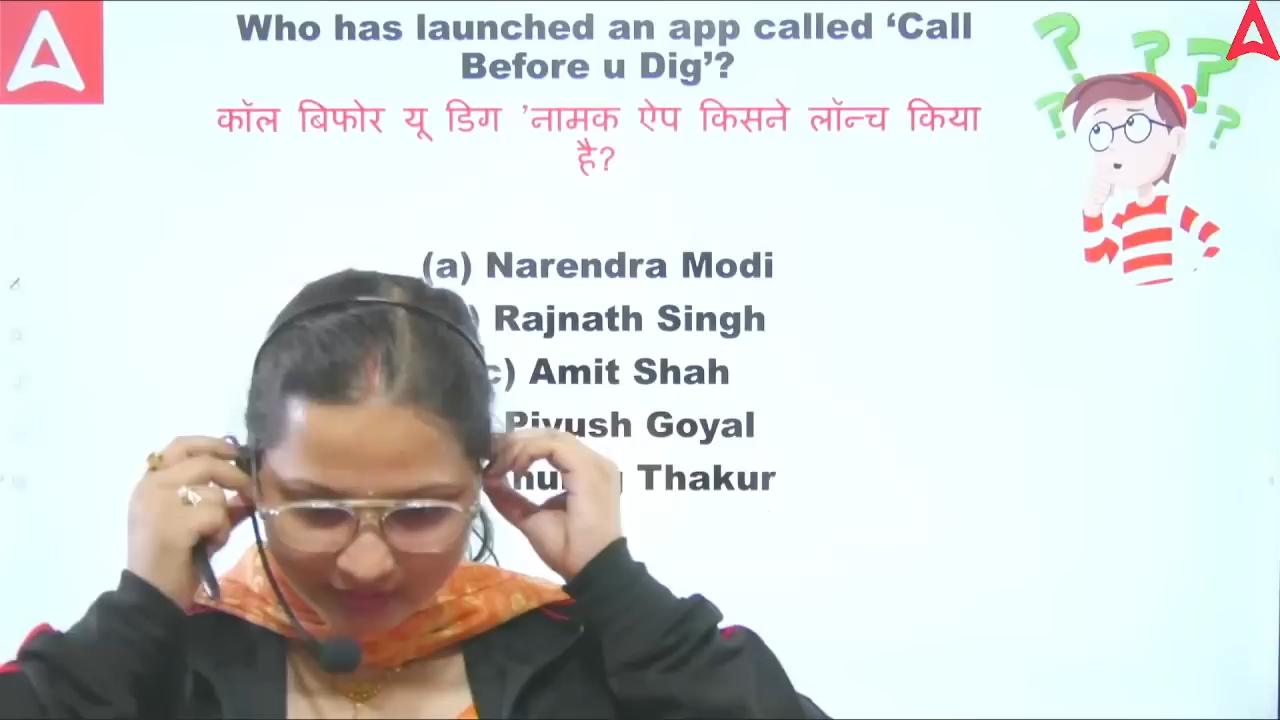 Who has launched an app called ‘Call
Before u Dig’?
कॉल बिफोर यू डिग ’नामक ऐप किसने लॉन्च किया
है?
(a) Narendra Modi
) Rajnath Singh
c) Amit Shah
Piyush Goyal
Thakur